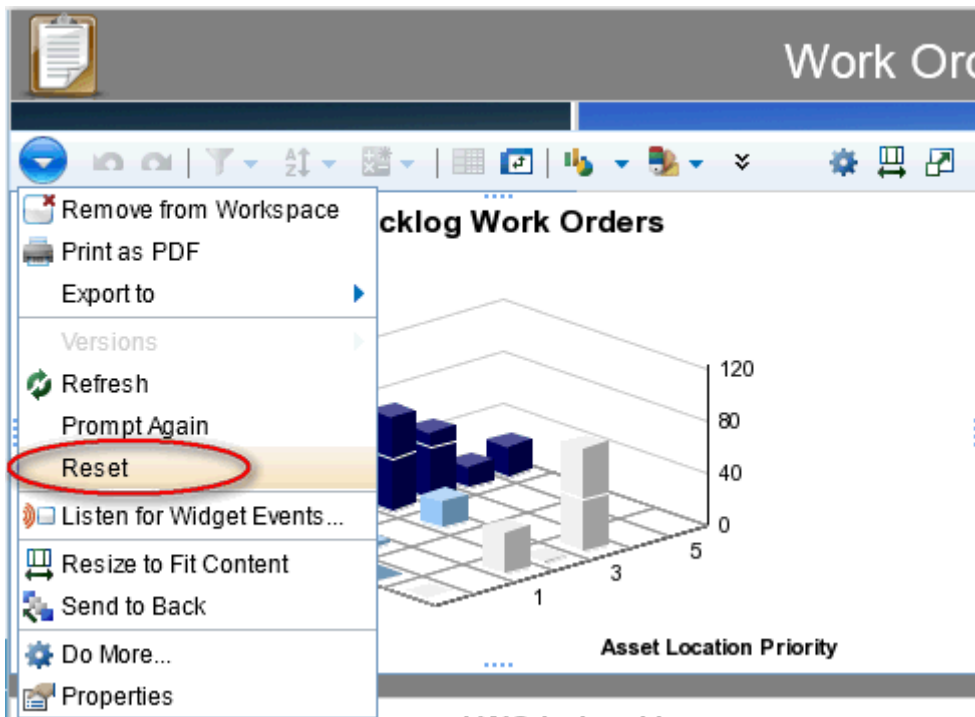 Work Ord
Remove from Workspace
Print as PDF
Export to
Versions
Refresh
Prompt Again
Reset
Listen for Widget Events...
Resize to Fit Content
Send to Back
Do More...
Properties
cklog Work Orders
120
80
40
0
5
3
1
Asset Location Priority